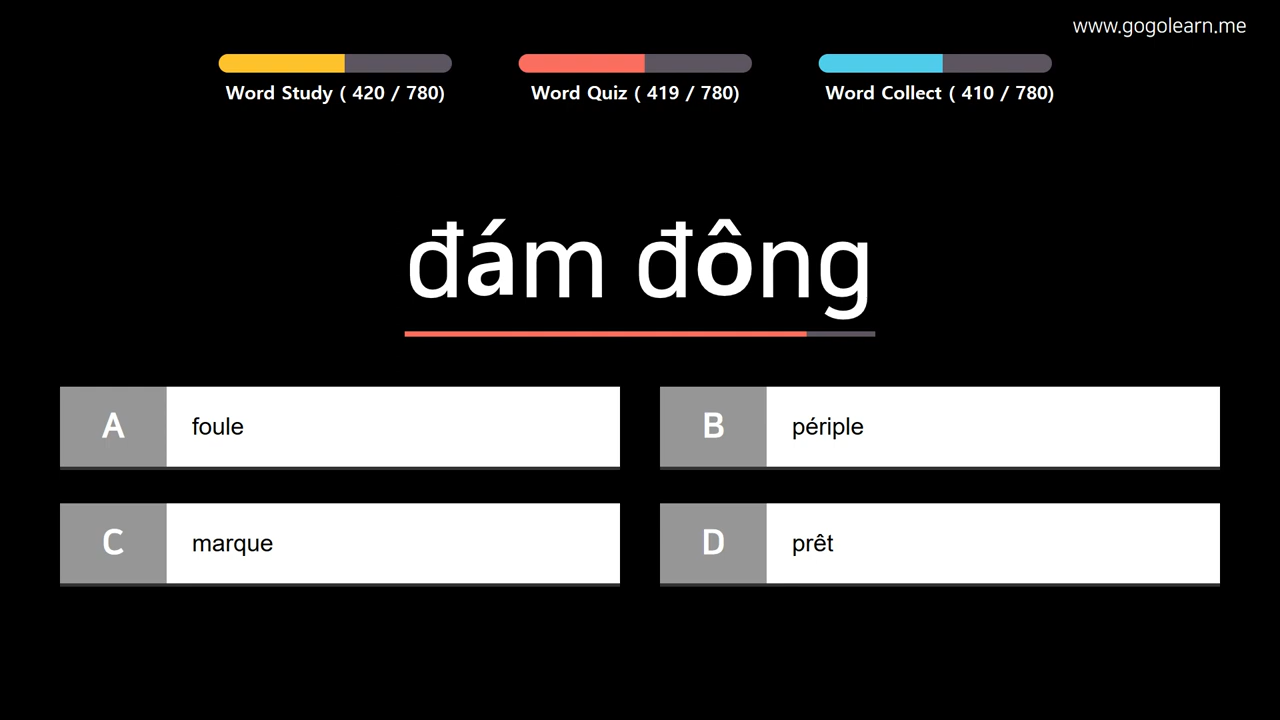 www.gogolearn.me
Word Study ( 420 / 780)
Word Quiz ( 419 / 780)
Word Collect ( 410 / 780)
đám đông
A foule
B périple
C marque
D prêt